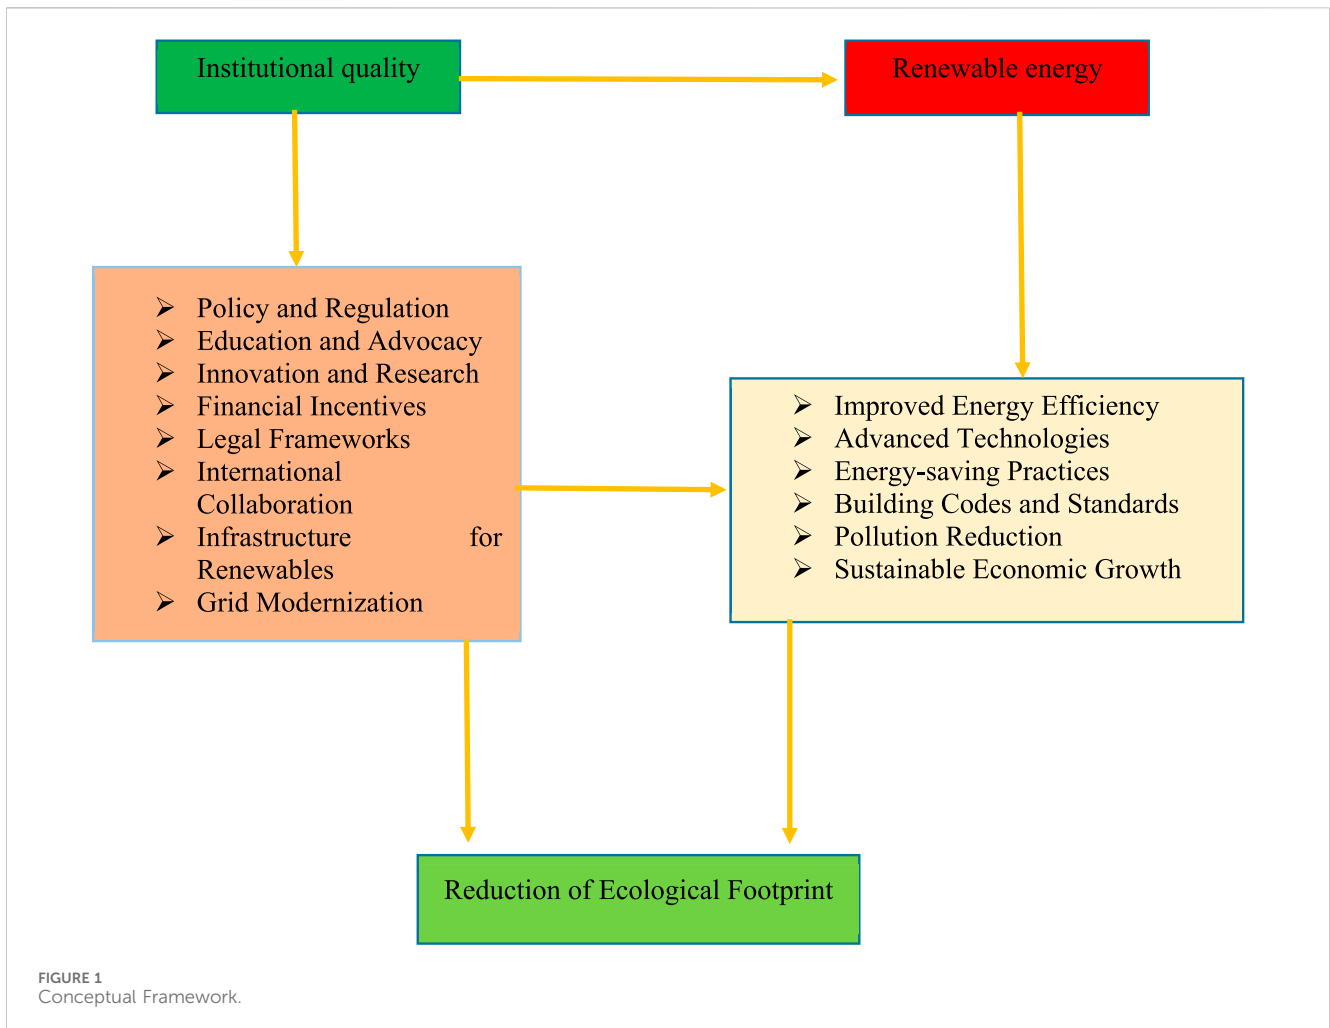 Institutional quality
Renewable energy
➢ Policy and Regulation
➢ Education and Advocacy
➢ Innovation and Research
➢ Financial Incentives
➢ Legal Frameworks
➢ International
Collaboration
➢ Infrastructure for
Renewables
➢ Grid Modernization
➢ Improved Energy Efficiency
➢ Advanced Technologies
➢ Energy-saving Practices
➢ Building Codes and Standards
➢ Pollution Reduction
➢ Sustainable Economic Growth
Reduction of Ecological Footprint
FIGURE 1
Conceptual Framework.